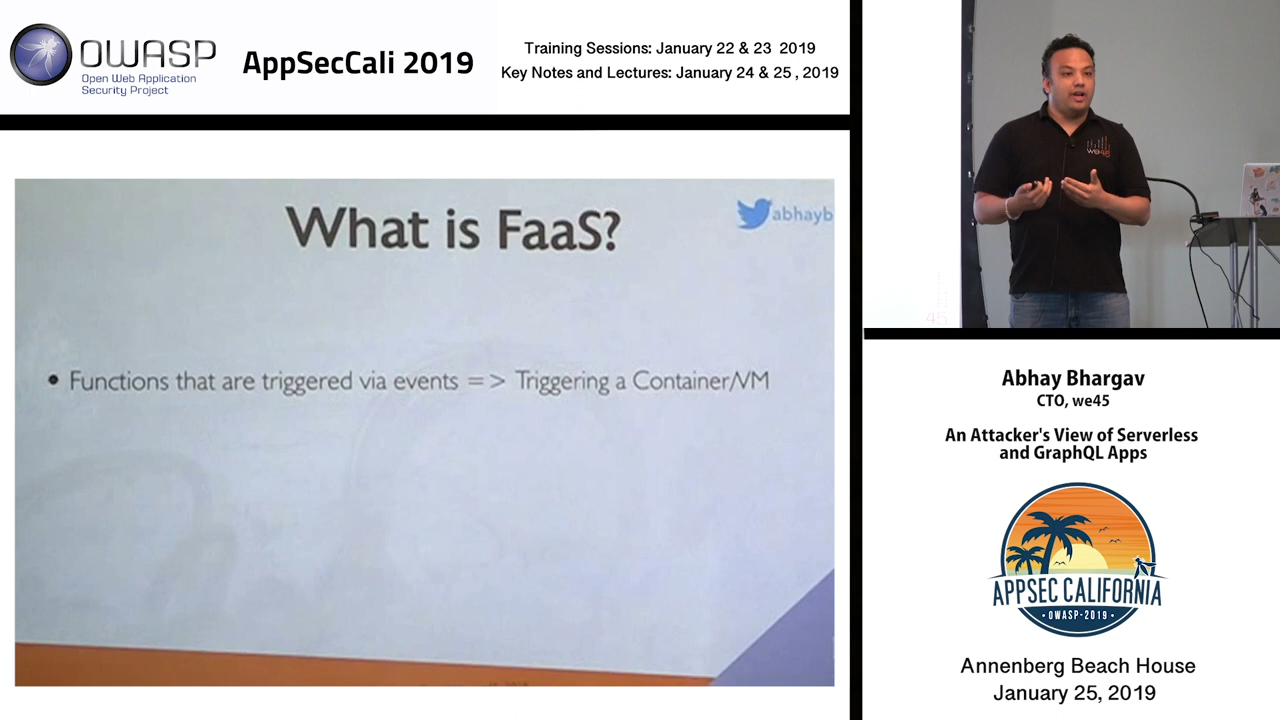 OWASP
Open Web Application
Security Project
AppSecCali 2019
Training Sessions: January 22 & 23 2019
Key Notes and Lectures: January 24 & 25 , 2019
What is FaaS?
abhayb
• Functions that are triggered via events => Triggering a Container/VM
we45
45
Abhay Bhargav
CTO, we45
An Attacker's View of Serverless
and GraphQL Apps
APPSEC CALIFORNIA
• OWASP-2019 •
Annenberg Beach House
January 25, 2019